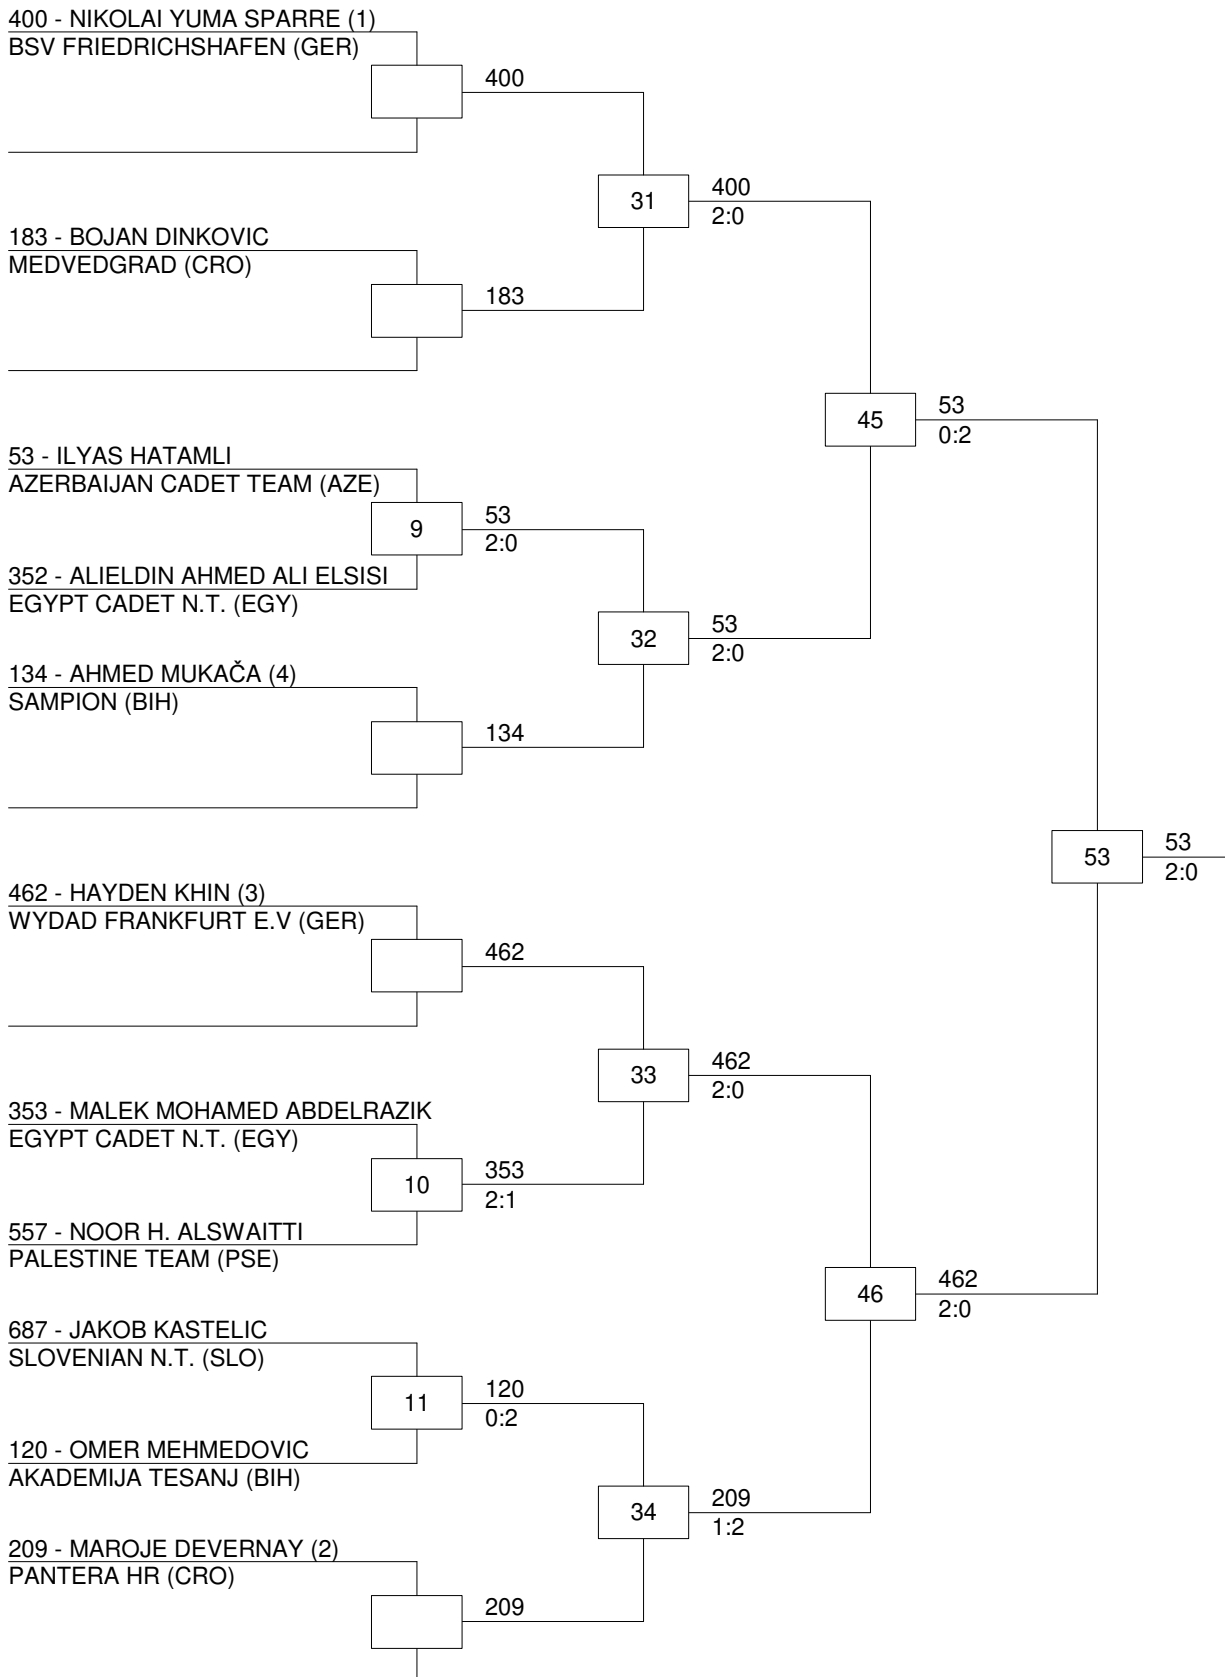 400 - NIKOLAI YUMA SPARRE (1)
BSV FRIEDRICHSHAFEN (GER)
400
31
400
2:0
183 - BOJAN DINKOVIC
MEDVEDGRAD (CRO)
183
45
53
0:2
53 - ILYAS HATAMLI
AZERBAIJAN CADET TEAM (AZE)
9
53
2:0
352 - ALIELDIN AHMED ALI ELSISI
EGYPT CADET N.T. (EGY)
32
53
2:0
134 - AHMED MUKAČA (4)
SAMPION (BIH)
134
53
53
2:0
462 - HAYDEN KHIN (3)
WYDAD FRANKFURT E.V (GER)
462
33
462
2:0
353 - MALEK MOHAMED ABDELRAZIK
EGYPT CADET N.T. (EGY)
10
353
2:1
557 - NOOR H. ALSWAITTI
PALESTINE TEAM (PSE)
46
462
2:0
687 - JAKOB KASTELIC
SLOVENIAN N.T. (SLO)
11
120
0:2
120 - OMER MEHMEDOVIC
AKADEMIJA TESANJ (BIH)
34
209
1:2
209 - MAROJE DEVERNAY (2)
PANTERA HR (CRO)
209